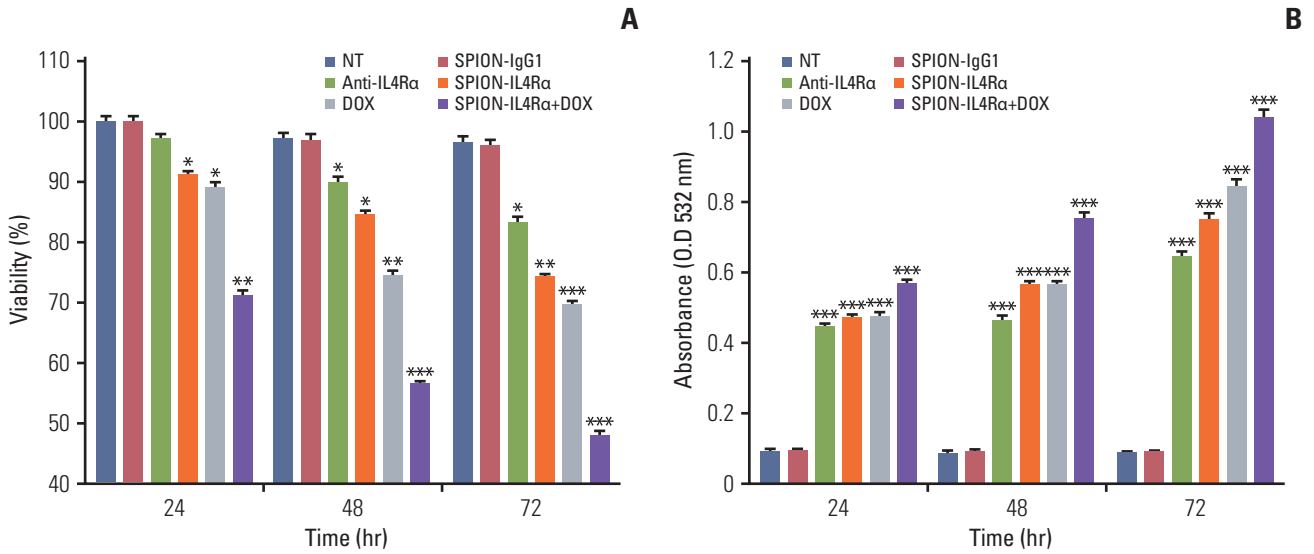 A
110
100
90
80
70
60
50
40
Viability (%)
NT
SPION-IgG1
Anti-IL4Rα
SPION-IL4Rα
DOX
SPION-IL4Rα+DOX
*
*
**
*
*
**
***
*
**
***
***
24
48
72
Time (hr)
B
1.2
1.0
0.8
0.6
0.4
0.2
0
Absorbance (O.D 532 nm)
NT
SPION-IgG1
Anti-IL4Rα
SPION-IL4Rα
DOX
SPION-IL4Rα+DOX
***
***
***
***
***
***
***
***
***
***
***
***
24
48
72
Time (hr)